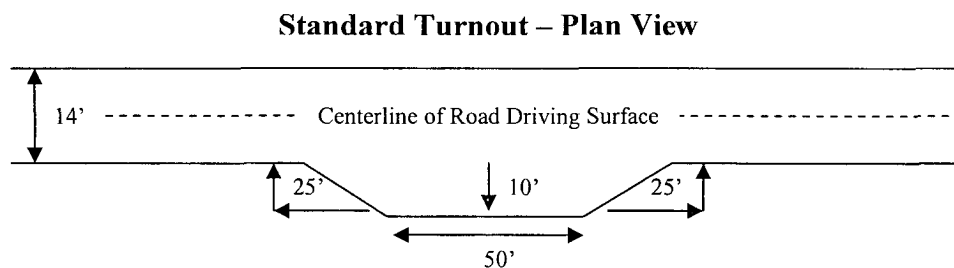 Standard Turnout – Plan View
14’
Centerline of Road Driving Surface
25’
10’
25’
50’